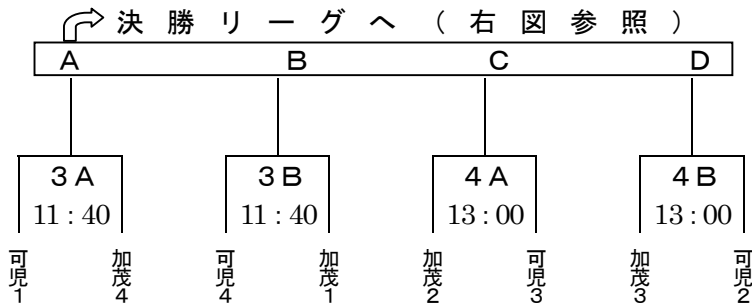 決勝リーグへ（右図参照）
A B C D
3A 3B 4A 4B
11:40 11:40 13:00 13:00
可児1 加茂4 可児4 加茂1 加茂2 可児3 加茂3 可児2